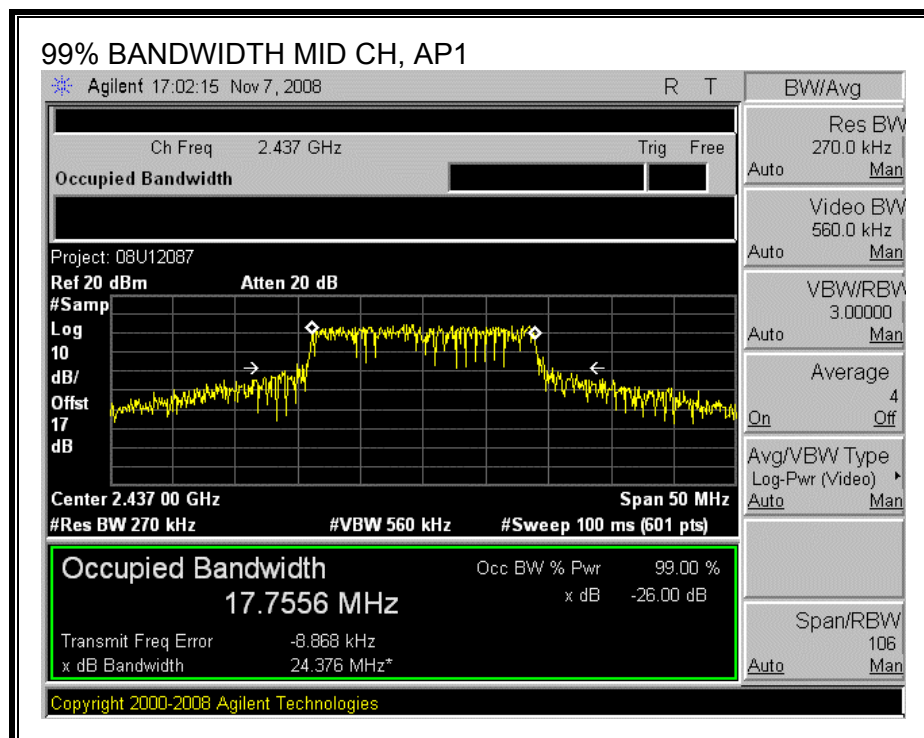 99% BANDWIDTH MID CH, AP1
Agilent 17:02:15 Nov 7, 2008 R T
BW/Avg
Ch Freq 2.437 GHz Trig Free
Occupied Bandwidth
Res BW
270.0 kHz
Auto Man
Video BW
560.0 kHz
Auto Man
VBW/RBW
3.00000
Auto Man
Average
4
On Off
Avg/VBW Type
Log-Pwr (Video)
Auto Man
Span/RBW
106
Auto Man
Project: 08U12087
Ref 20 dBm Atten 20 dB
#Samp
Log
10
dB/
Offst
17
dB
Center 2.437 00 GHz Span 50 MHz
#Res BW 270 kHz #VBW 560 kHz #Sweep 100 ms (601 pts)
Occupied Bandwidth
17.7556 MHz
Occ BW % Pwr 99.00 %
x dB -26.00 dB
Transmit Freq Error -8.868 kHz
x dB Bandwidth 24.376 MHz*
Copyright 2000-2008 Agilent Technologies